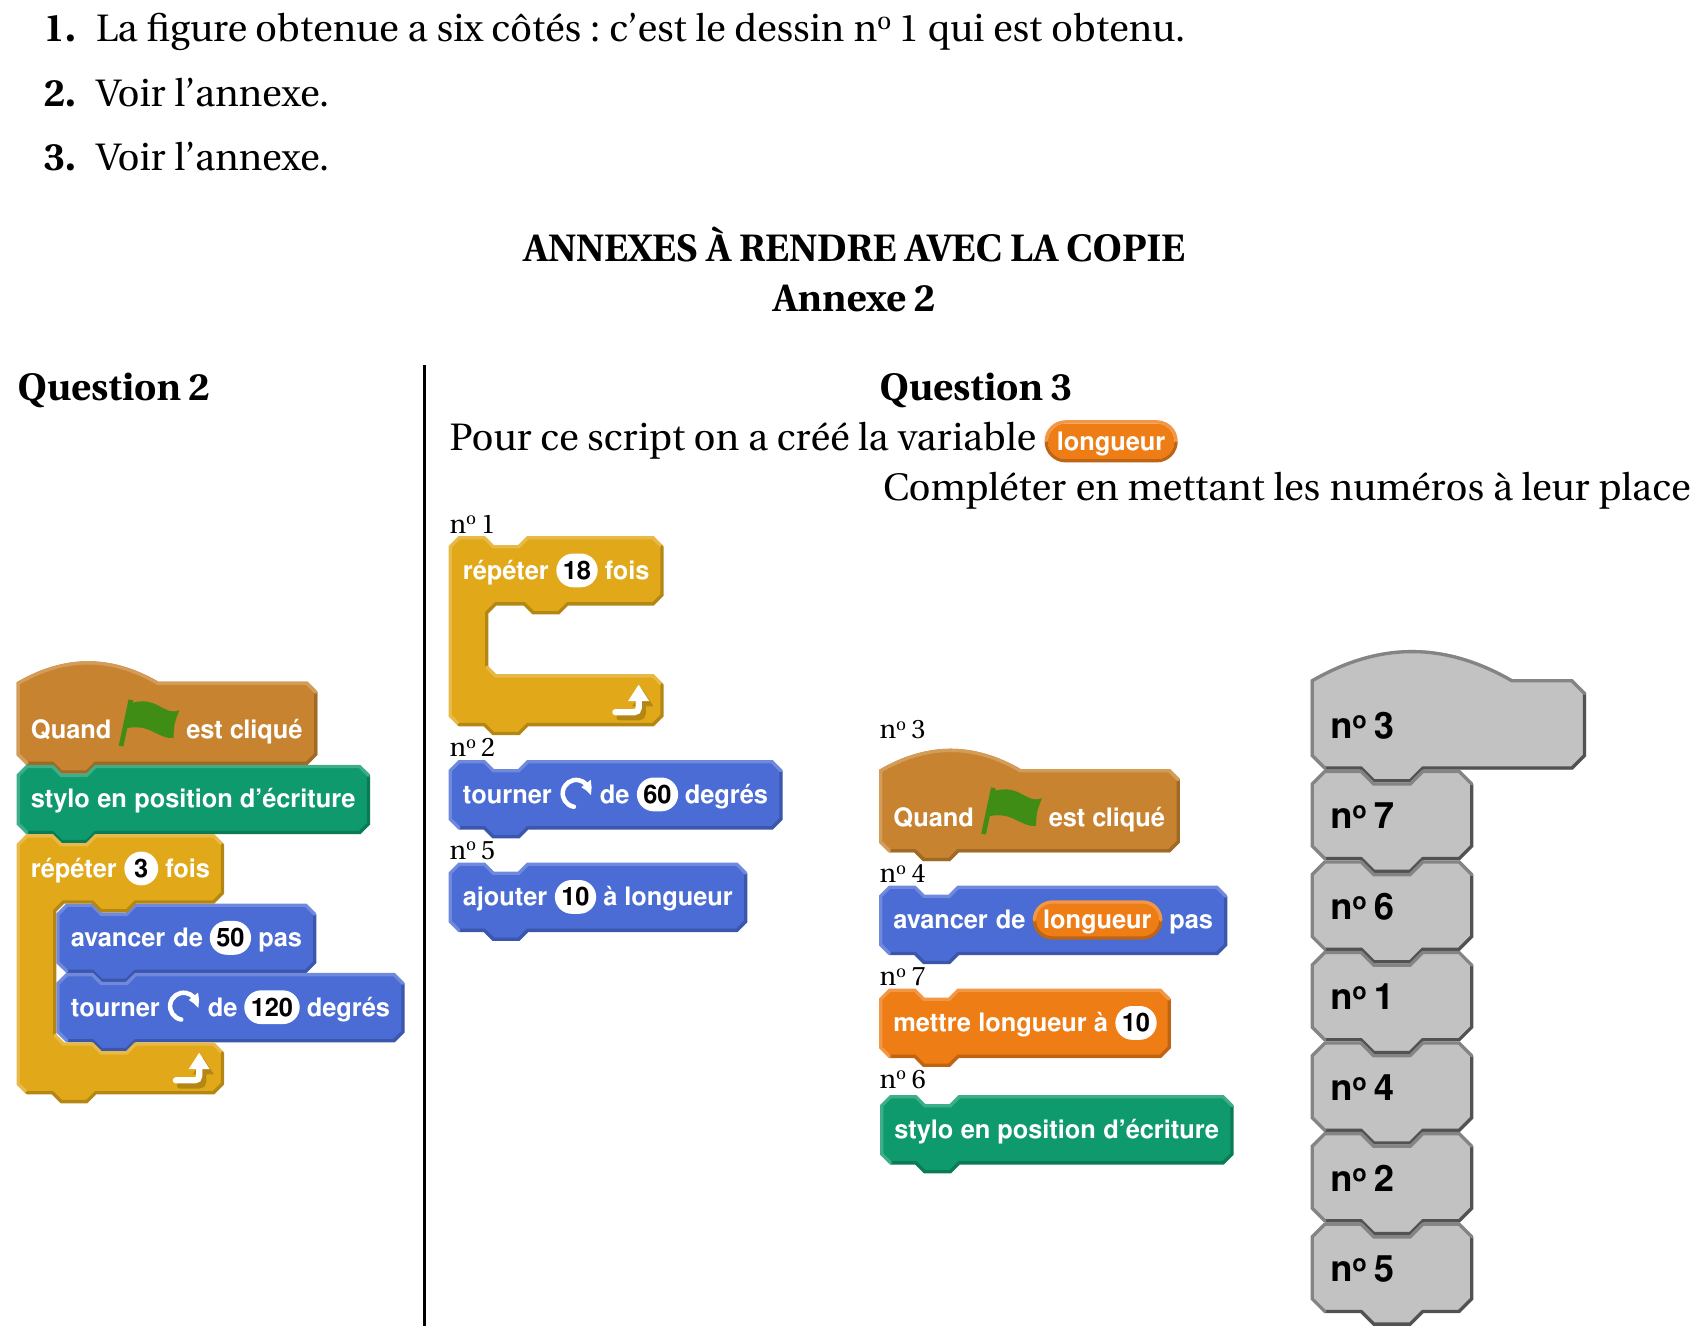 1. La figure obtenue a six côtés : c'est le dessin nº 1 qui est obtenu.
2. Voir l'annexe.
3. Voir l'annexe.
ANNEXES À RENDRE AVEC LA COPIE
Annexe 2
Question 2
Quand est cliqué
stylo en position d'écriture
répéter 3 fois
avancer de 50 pas
tourner de 120 degrés
Question 3
Pour ce script on a créé la variable longueur
Compléter en mettant les numéros à leur place
nº 1
répéter 18 fois
nº 2
tourner de 60 degrés
nº 5
ajouter 10 à longueur
nº 3
Quand est cliqué
nº 4
avancer de longueur pas
nº 7
mettre longueur à 10
nº 6
stylo en position d'écriture
nº 3
nº 7
nº 6
nº 1
nº 4
nº 2
nº 5